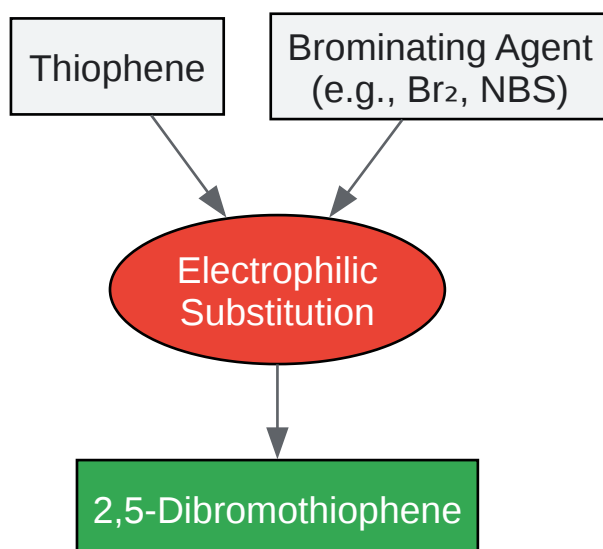 Thiophene
Brominating Agent
(e.g., Br₂, NBS)
Electrophilic
Substitution
2,5-Dibromothiophene